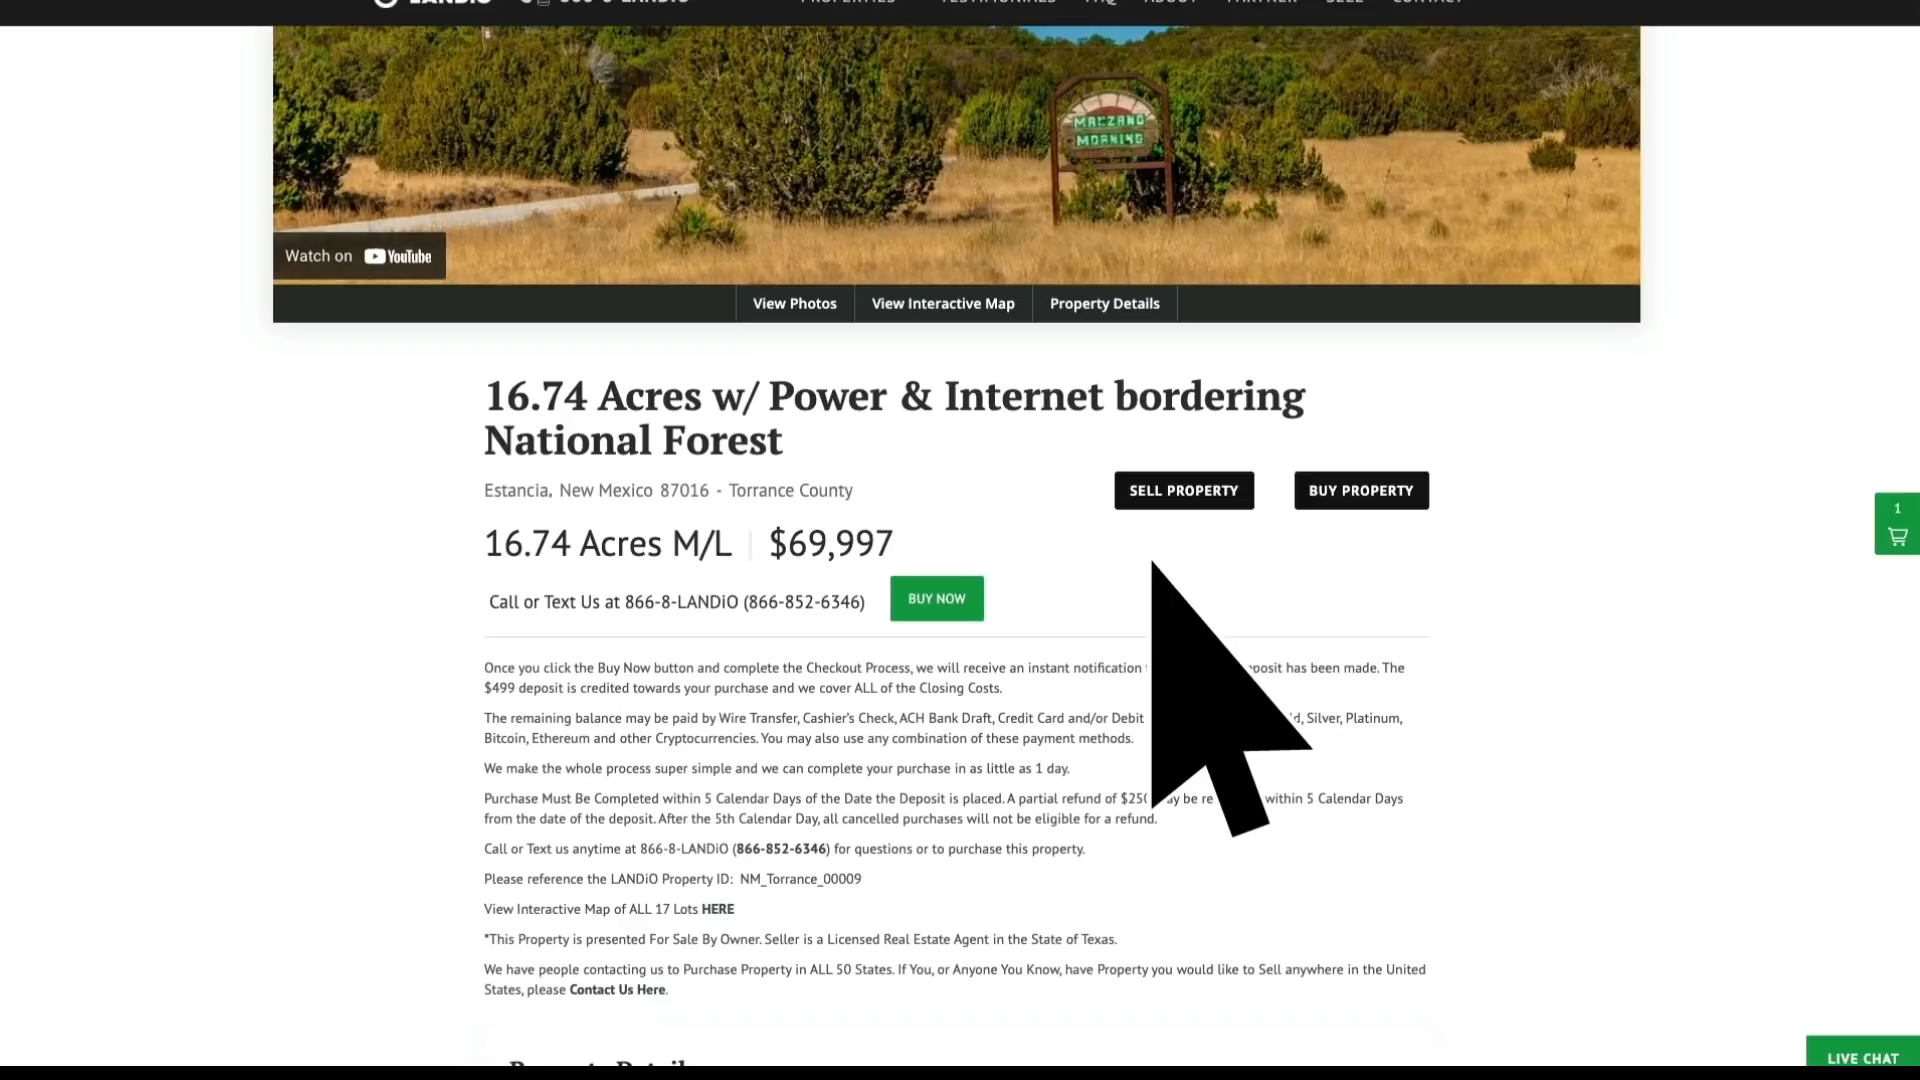 LANDiO 866-8-LANDiO PROPERTIES TESTIMONIALS FAQ ABOUT PARTNER SELL CONTACT
MANZANO
MORNING
Watch on YouTube
View Photos View Interactive Map Property Details
16.74 Acres w/ Power & Internet bordering
National Forest
Estancia, New Mexico 87016 - Torrance County
SELL PROPERTY BUY PROPERTY
1
16.74 Acres M/L | $69,997
Call or Text Us at 866-8-LANDiO (866-852-6346) BUY NOW
Once you click the Buy Now button and complete the Checkout Process, we will receive an instant notification has been made. The
$499 deposit is credited towards your purchase and we cover ALL of the Closing Costs.
The remaining balance may be paid by Wire Transfer, Cashier's Check, ACH Bank Draft, Credit Card and/or Debit Silver, Platinum,
Bitcoin, Ethereum and other Cryptocurrencies. You may also use any combination of these payment methods.
We make the whole process super simple and we can complete your purchase in as little as 1 day.
Purchase Must Be Completed within 5 Calendar Days of the Date the Deposit is placed. A partial refund of be within 5 Calendar Days
from the date of the deposit. After the 5th Calendar Day, all cancelled purchases will not be eligible for a refund.
Call or Text us anytime at 866-8-LANDiO (866-852-6346) for questions or to purchase this property.
Please reference the LANDiO Property ID: NM_Torrance_00009
View Interactive Map of ALL 17 Lots HERE
*This Property is presented For Sale By Owner. Seller is a Licensed Real Estate Agent in the State of Texas.
We have people contacting us to Purchase Property in ALL 50 States. If You, or Anyone You Know, have Property you would like to Sell anywhere in the United
States, please Contact Us Here.
LIVE CHAT